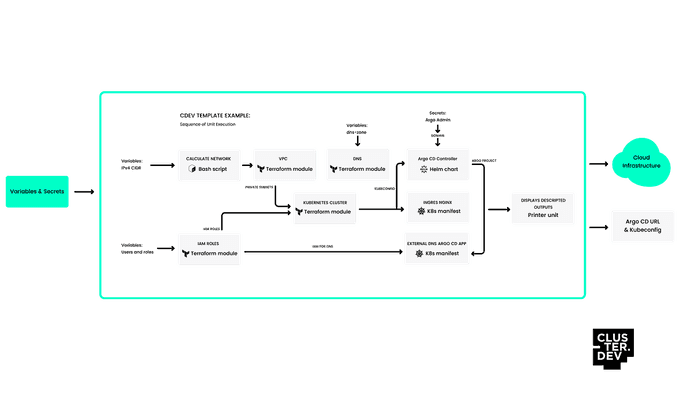 CDEV TEMPLATE EXAMPLE:
Sequence of Unit Execution
Variables & Secrets
Variables:
IPv4 CIDR
CALCULATE NETWORK
Bash script
VPC
Terraform module
Variables:
dns-zone
DNS
Terraform module
Secrets:
Argo Admin
DOMAIN
Argo CD Controller
Helm chart
ARGO PROJECT
PRIVATE SUBNETS
KUBECONFIG
KUBERNETES CLUSTER
Terraform module
INGRES NGINX
K8s manifest
DISPLAYS DESCRIPTED
OUTPUTS
Printer unit
IAM ROLES
Variables:
Users and roles
IAM ROLES
Terraform module
IAM FOR DNS
EXTERNAL DNS ARGO CD APP
K8s manifest
Cloud
Infrastructure
Argo CD URL
& Kubeconfig
CLUS
TER.
DEV